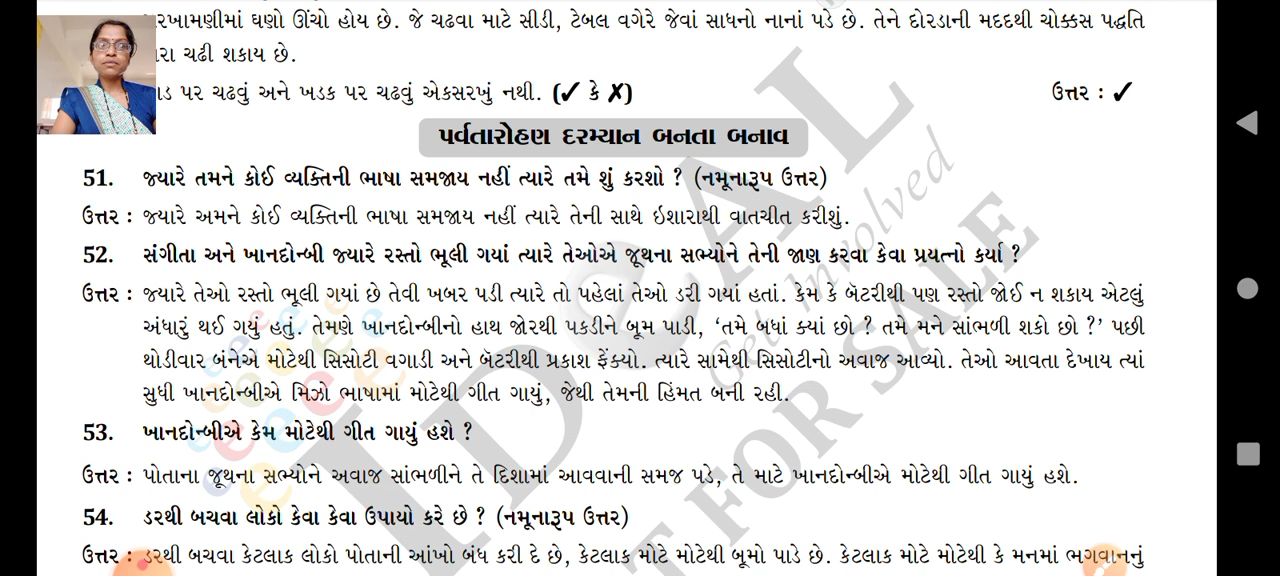 ઘણો ઊંચો હોય છે. જે ચઢવા માટે સીડી, ટેબલ વગેરે જેવાં સાધનો નાનાં પડે છે. તેને દોરડાની મદદથી ચોક્કસ પદ્ધતિ
ચઢી શકાય છે.
પર ચઢવું અને ખડક પર ચઢવું એકસરખું નથી. (✓ કે ✗) ઉત્તર : ✓
પર્વતારોહણ દરમ્યાન બનતા બનાવ
51. જ્યારે તમને કોઈ વ્યક્તિની ભાષા સમજાય નહીં ત્યારે તમે શું કરશો ? (નમૂનારૂપ ઉત્તર)
ઉત્તર : જ્યારે અમને કોઈ વ્યક્તિની ભાષા સમજાય નહીં ત્યારે તેની સાથે ઇશારાથી વાતચીત કરીશું.
52. સંગીતા અને ખાનદોન્બી જ્યારે રસ્તો ભૂલી ગયાં ત્યારે તેઓએ જૂથના સભ્યોને તેની જાણ કરવા કેવા પ્રયત્નો કર્યા ?
ઉત્તર : જ્યારે તેઓ રસ્તો ભૂલી ગયાં છે તેવી ખબર પડી ત્યારે તો પહેલાં તેઓ ડરી ગયાં હતાં. કેમ કે બૅટરીથી પણ રસ્તો જોઈ ન શકાય એટલું
અંધારું થઈ ગયું હતું. તેમણે ખાનદોન્બીનો હાથ જોરથી પકડીને બૂમ પાડી, ‘તમે બધાં ક્યાં છો ? તમે મને સાંભળી શકો છો ?’ પછી
થોડીવાર બંનેએ મોટેથી સિસોટી વગાડી અને બૅટરીથી પ્રકાશ ફેંક્યો. ત્યારે સામેથી સિસોટીનો અવાજ આવ્યો. તેઓ આવતા દેખાય ત્યાં
સુધી ખાનદોન્બીએ મિઝો ભાષામાં મોટેથી ગીત ગાયું, જેથી તેમની હિંમત બની રહી.
53. ખાનદોન્બીએ કેમ મોટેથી ગીત ગાયું હશે ?
ઉત્તર : પોતાના જૂથના સભ્યોને અવાજ સાંભળીને તે દિશામાં આવવાની સમજ પડે, તે માટે ખાનદોન્બીએ મોટેથી ગીત ગાયું હશે.
54. ડરથી બચવા લોકો કેવા કેવા ઉપાયો કરે છે ? (નમૂનારૂપ ઉત્તર)
ઉત્તર : ડરથી બચવા કેટલાક લોકો પોતાની આંખો બંધ કરી દે છે, કેટલાક મોટે મોટેથી બૂમો પાડે છે. કેટલાક મોટે મોટેથી કે મનમાં ભગવાનનું
IDeAL
Get Involved
T FOR SALE